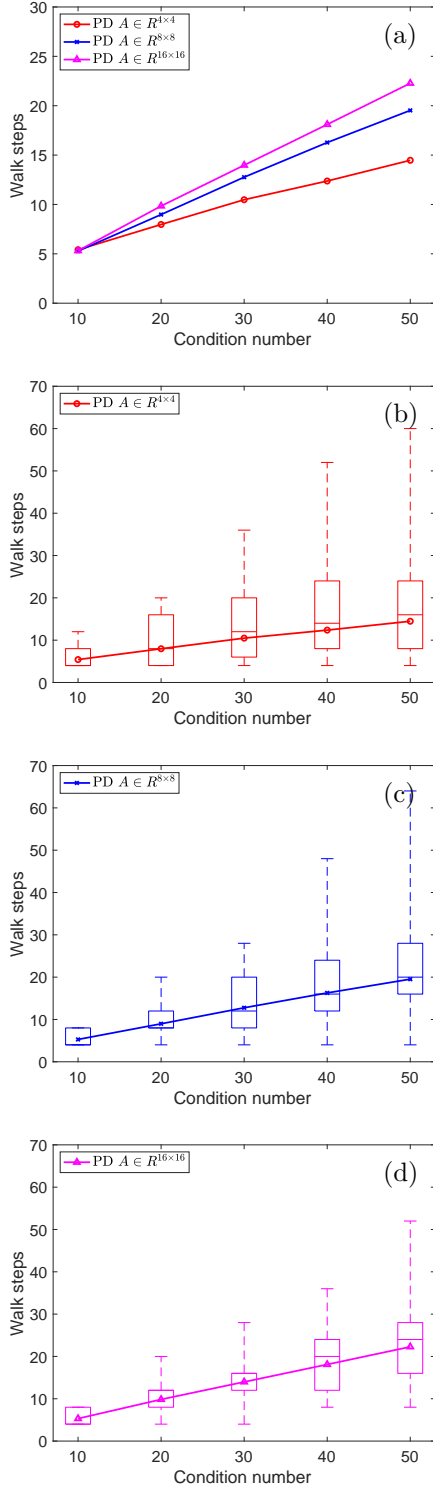 30
25
20
15
10
5
0
Walk steps
PD A ∈ R^{4×4}
PD A ∈ R^{8×8}
PD A ∈ R^{16×16}
(a)
10 20 30 40 50
Condition number
70
60
50
40
30
20
10
0
Walk steps
PD A ∈ R^{4×4}
(b)
10 20 30 40 50
Condition number
70
60
50
40
30
20
10
0
Walk steps
PD A ∈ R^{8×8}
(c)
10 20 30 40 50
Condition number
70
60
50
40
30
20
10
0
Walk steps
PD A ∈ R^{16×16}
(d)
10 20 30 40 50
Condition number